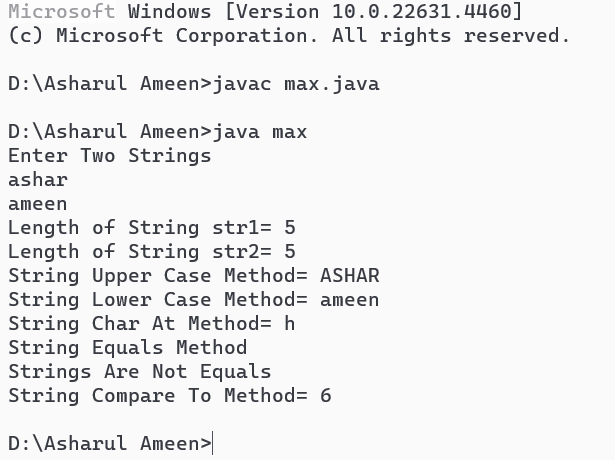 Microsoft Windows [Version 10.0.22631.4460]
(c) Microsoft Corporation. All rights reserved.
D:\Asharul Ameen>javac max.java
D:\Asharul Ameen>java max
Enter Two Strings
ashar
ameen
Length of String str1= 5
Length of String str2= 5
String Upper Case Method= ASHAR
String Lower Case Method= ameen
String Char At Method= h
String Equals Method
Strings Are Not Equals
String Compare To Method= 6
D:\Asharul Ameen>